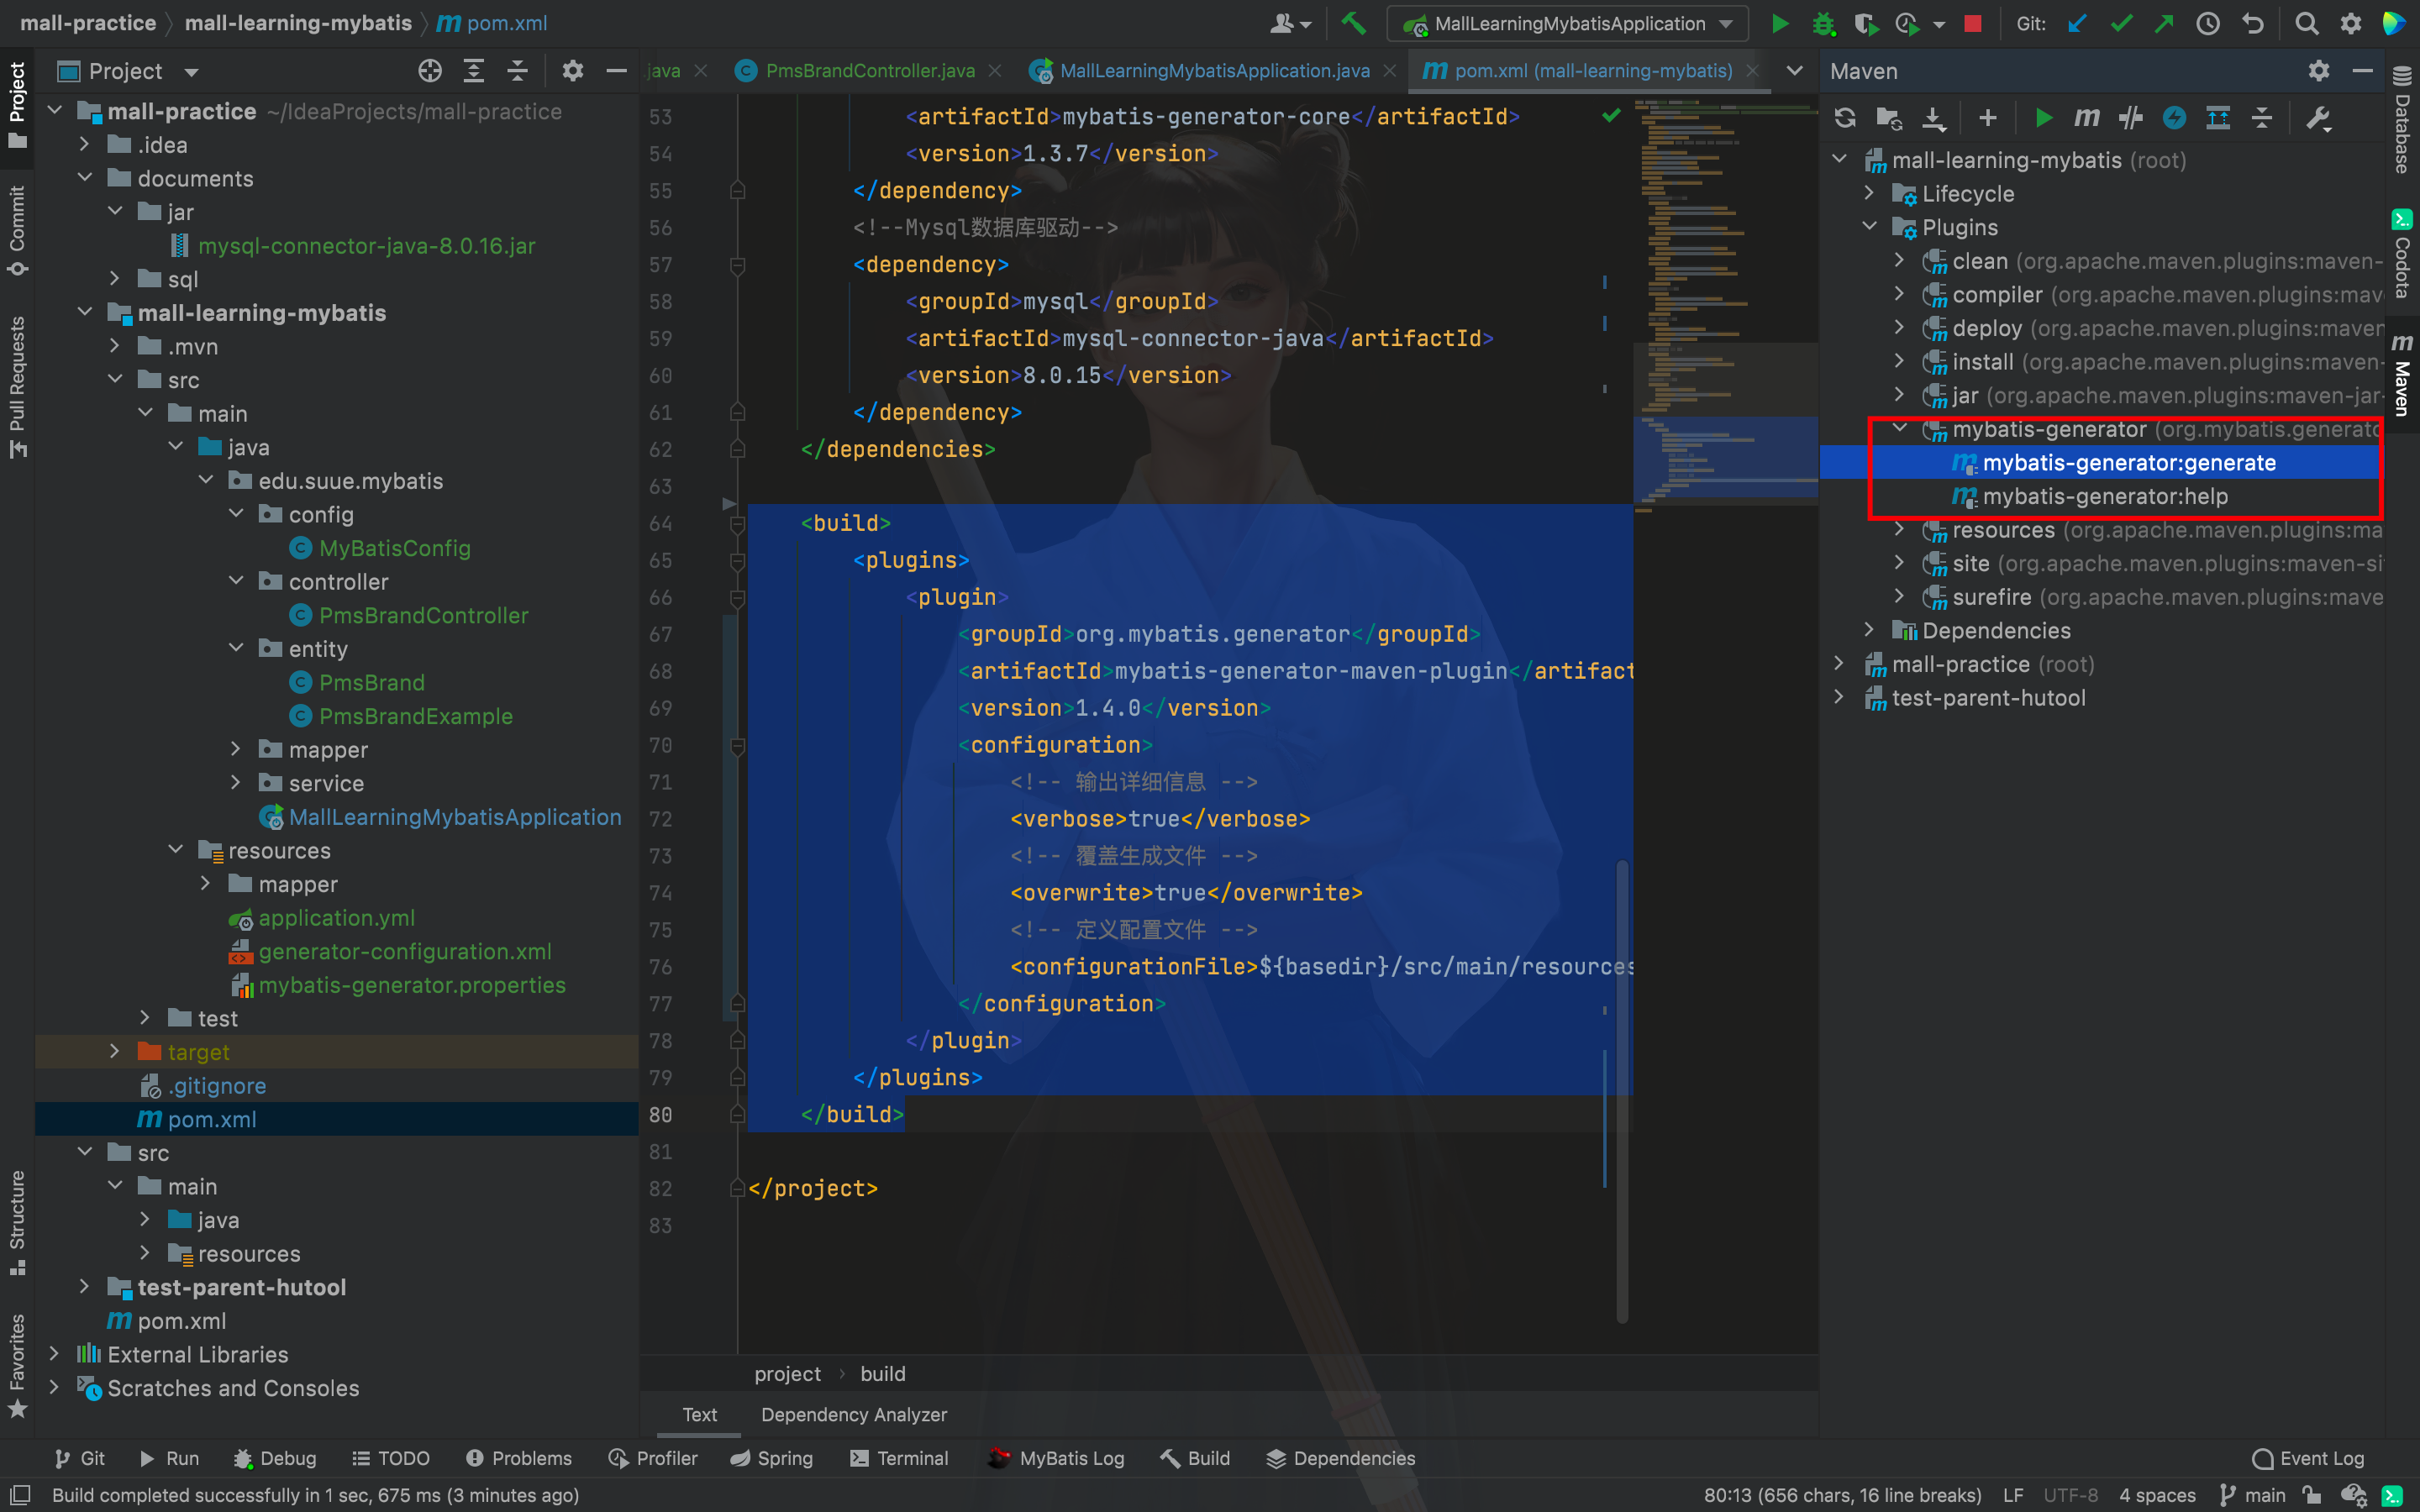 mall-practice 〉 mall-learning-mybatis 〉 m pom.xml
MallLearningMybatisApplication
Git:
Project
.java
PmsBrandController.java
MallLearningMybatisApplication.java
pom.xml (mall-learning-mybatis)
Maven
Project
Commit
Pull Requests
Structure
Favorites
mall-practice ~/IdeaProjects/mall-practice
.idea
documents
jar
mysql-connector-java-8.0.16.jar
sql
mall-learning-mybatis
.mvn
src
main
java
edu.suue.mybatis
config
MyBatisConfig
controller
PmsBrandController
entity
PmsBrand
PmsBrandExample
mapper
service
MallLearningMybatisApplication
resources
mapper
application.yml
generator-configuration.xml
mybatis-generator.properties
test
target
.gitignore
pom.xml
src
main
java
resources
test-parent-hutool
pom.xml
External Libraries
Scratches and Consoles
53 <artifactId>mybatis-generator-core</artifactId>
54 <version>1.3.7</version>
55 </dependency>
56 <!--Mysql数据库驱动-->
57 <dependency>
58 <groupId>mysql</groupId>
59 <artifactId>mysql-connector-java</artifactId>
60 <version>8.0.15</version>
61 </dependency>
62 </dependencies>
63
64 <build>
65 <plugins>
66 <plugin>
67 <groupId>org.mybatis.generator</groupId>
68 <artifactId>mybatis-generator-maven-plugin</artifact
69 <version>1.4.0</version>
70 <configuration>
71 <!-- 输出详细信息 -->
72 <verbose>true</verbose>
73 <!-- 覆盖生成文件 -->
74 <overwrite>true</overwrite>
75 <!-- 定义配置文件 -->
76 <configurationFile>${basedir}/src/main/resources
77 </configuration>
78 </plugin>
79 </plugins>
80 </build>
81
82 </project>
83
project 〉 build
Text
Dependency Analyzer
mall-learning-mybatis (root)
Lifecycle
Plugins
clean (org.apache.maven.plugins:maven-
compiler (org.apache.maven.plugins:mav
deploy (org.apache.maven.plugins:maven
install (org.apache.maven.plugins:maven-
jar (org.apache.maven.plugins:maven-jar-
mybatis-generator (org.mybatis.generato
mybatis-generator:generate
mybatis-generator:help
resources (org.apache.maven.plugins:ma
site (org.apache.maven.plugins:maven-si
surefire (org.apache.maven.plugins:mave
Dependencies
mall-practice (root)
test-parent-hutool
Database
Codota
Maven
Git
Run
Debug
TODO
Problems
Profiler
Spring
Terminal
MyBatis Log
Build
Dependencies
Event Log
Build completed successfully in 1 sec, 675 ms (3 minutes ago)
80:13 (656 chars, 16 line breaks)
LF
UTF-8
4 spaces
main